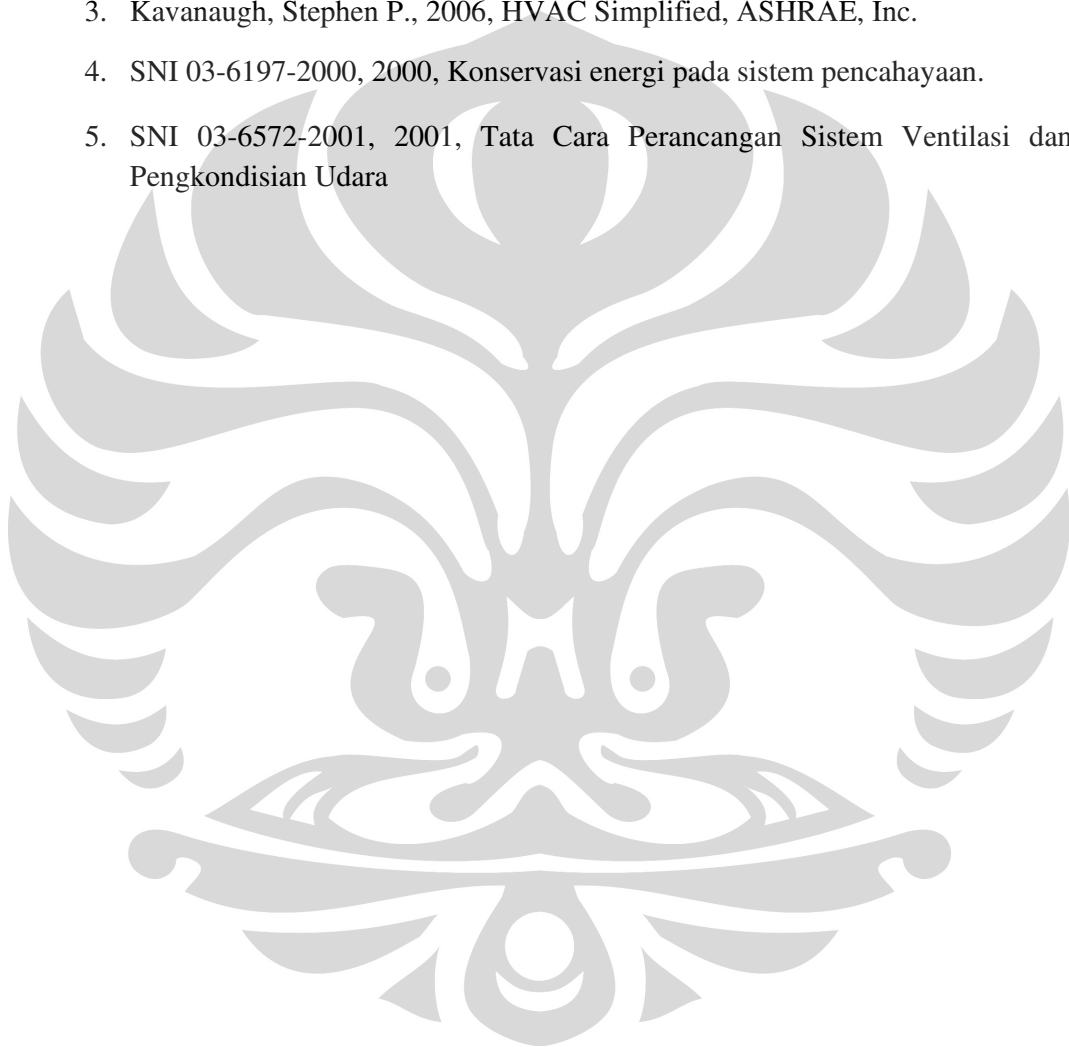 3. Kavanaugh, Stephen P., 2006, HVAC Simplified, ASHRAE, Inc.
4. SNI 03-6197-2000, 2000, Konservasi energi pada sistem pencahayaan.
5. SNI 03-6572-2001, 2001, Tata Cara Perancangan Sistem Ventilasi dan
Pengkondisian Udara